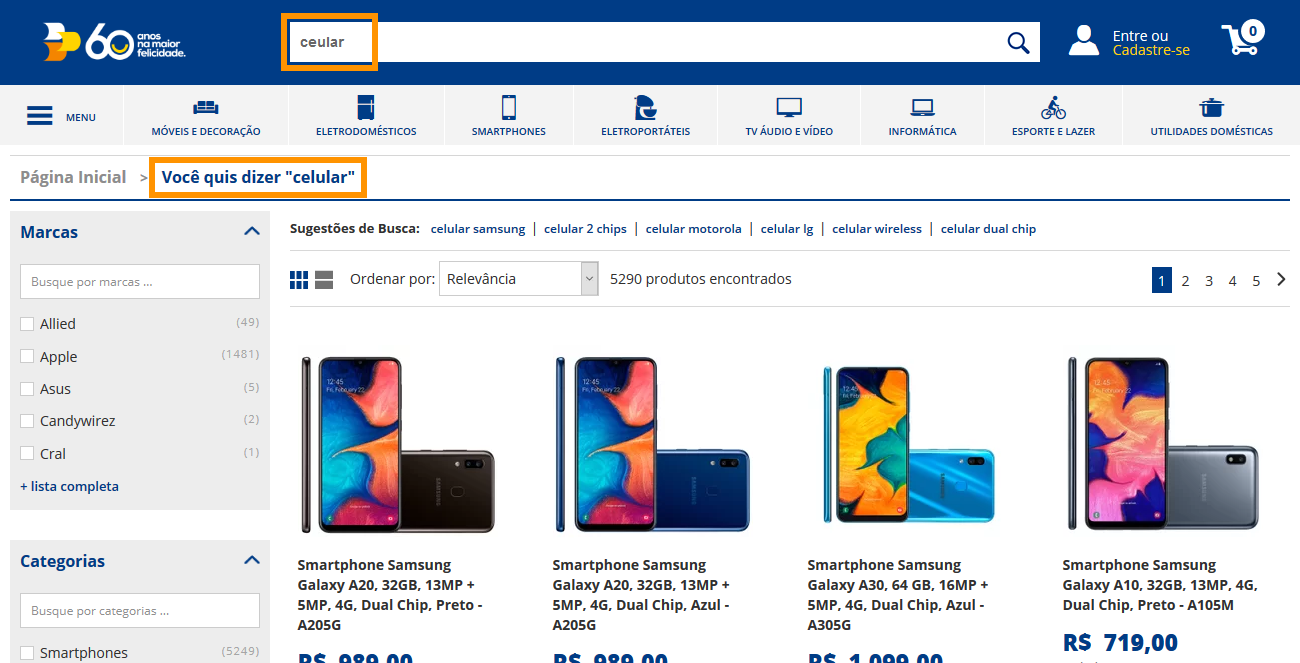 60 anos
na maior
felicidade.
ceular
Entre ou
Cadastre-se
0
MENU
MÓVEIS E DECORAÇÃO
ELETRODOMÉSTICOS
SMARTPHONES
ELETROPORTÁTEIS
TV ÁUDIO E VÍDEO
INFORMÁTICA
ESPORTE E LAZER
UTILIDADES DOMÉSTICAS
Página Inicial > Você quis dizer "celular"
Marcas
Busque por marcas ...
Allied (49)
Apple (1481)
Asus (5)
Candywirez (2)
Cral (1)
+ lista completa
Categorias
Busque por categorias ...
Smartphones (5249)
Sugestões de Busca: celular samsung | celular 2 chips | celular motorola | celular lg | celular wireless | celular dual chip
Ordenar por: Relevância 5290 produtos encontrados 1 2 3 4 5
Smartphone Samsung
Galaxy A20, 32GB, 13MP +
5MP, 4G, Dual Chip, Preto -
A205G
R$ 989,00
Smartphone Samsung
Galaxy A20, 32GB, 13MP +
5MP, 4G, Dual Chip, Azul -
A205G
R$ 989,00
Smartphone Samsung
Galaxy A30, 64 GB, 16MP +
5MP, 4G, Dual Chip, Azul -
A305G
R$ 1.099,00
Smartphone Samsung
Galaxy A10, 32GB, 13MP, 4G,
Dual Chip, Preto - A105M
R$ 719,00